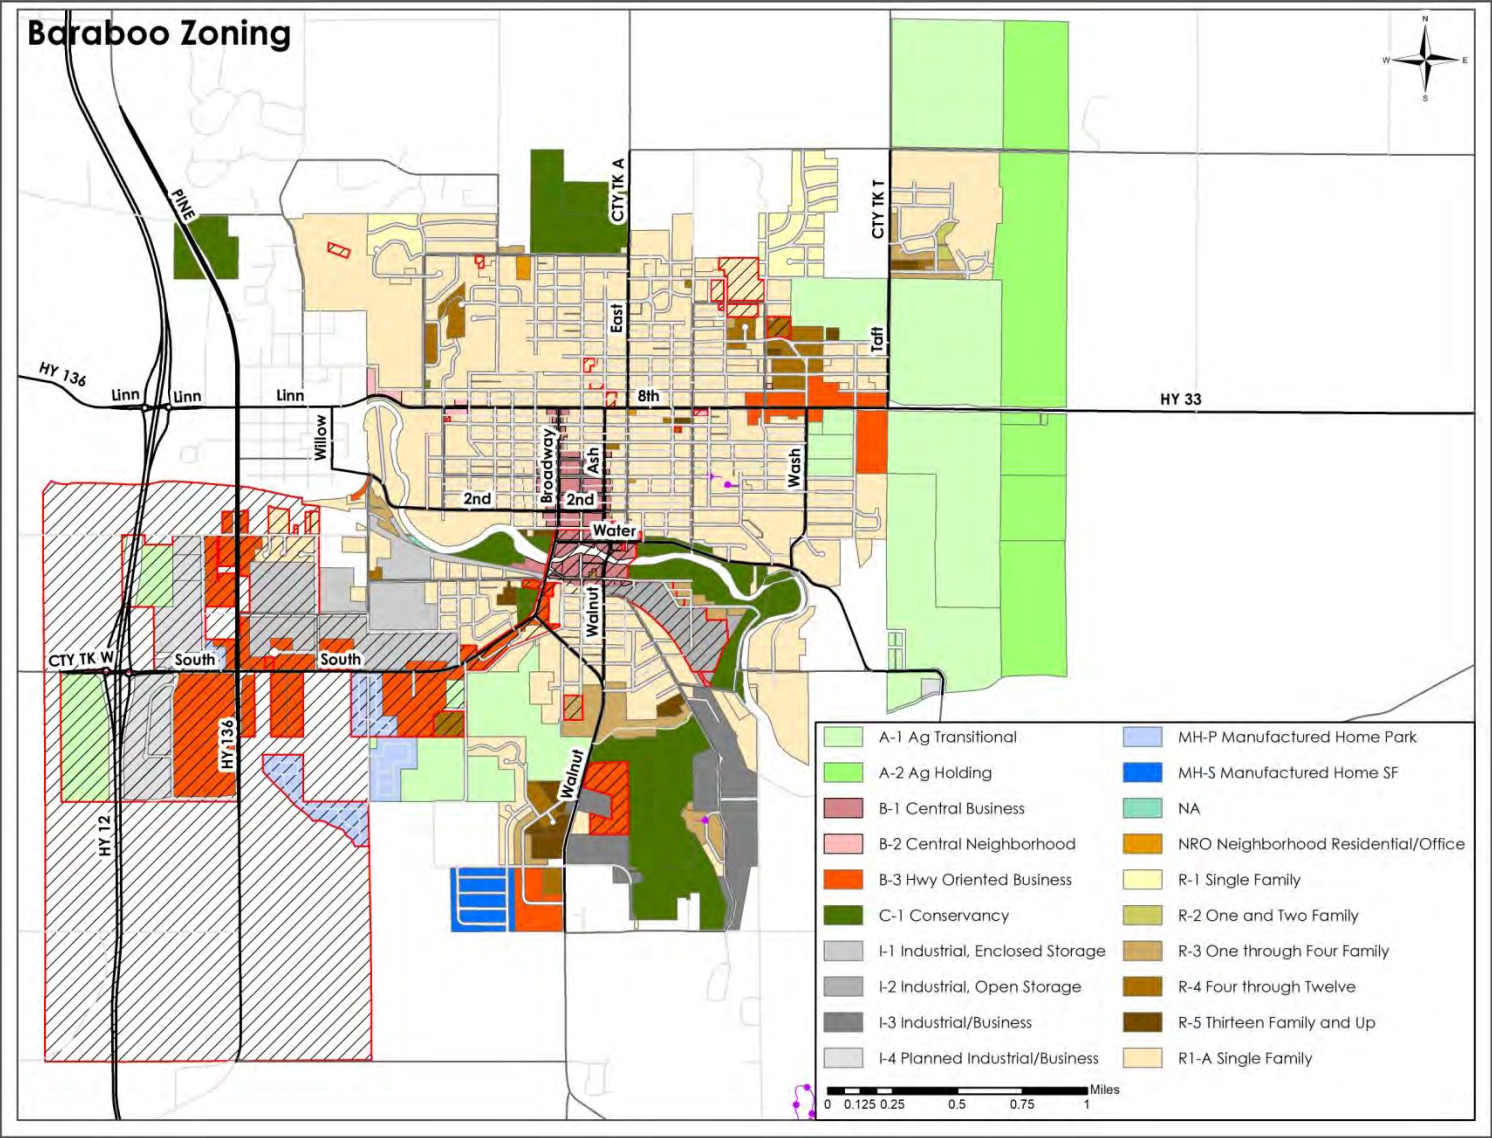 Baraboo Zoning
N
W E
S
PINE
CTY TK A
CTY TK T
HY 136
Linn
Linn
Linn
East
Taft
8th
HY 33
Willow
Broadway
Ash
Wash
2nd
2nd
Water
Walnut
CTY TK W
South
South
HY 136
Walnut
HY 12
A-1 Ag Transitional
A-2 Ag Holding
B-1 Central Business
B-2 Central Neighborhood
B-3 Hwy Oriented Business
C-1 Conservancy
I-1 Industrial, Enclosed Storage
I-2 Industrial, Open Storage
I-3 Industrial/Business
I-4 Planned Industrial/Business
MH-P Manufactured Home Park
MH-S Manufactured Home SF
NA
NRO Neighborhood Residential/Office
R-1 Single Family
R-2 One and Two Family
R-3 One through Four Family
R-4 Four through Twelve
R-5 Thirteen Family and Up
R1-A Single Family
Miles
0 0.125 0.25 0.5 0.75 1